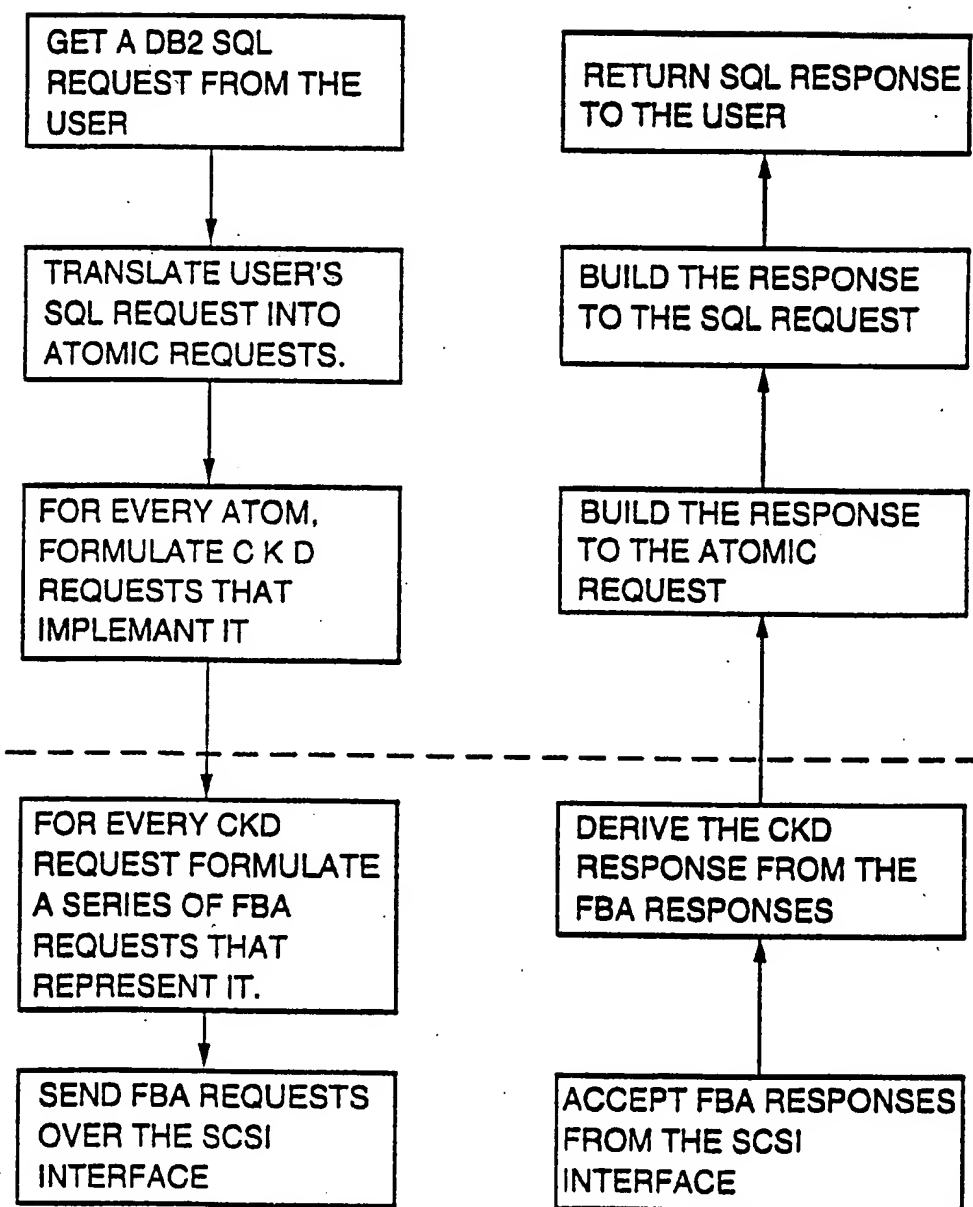 GET A DB2 SQL
REQUEST FROM THE
USER
TRANSLATE USER'S
SQL REQUEST INTO
ATOMIC REQUESTS.
FOR EVERY ATOM,
FORMULATE C K D
REQUESTS THAT
IMPLEMANT IT
FOR EVERY CKD
REQUEST FORMULATE
A SERIES OF FBA
REQUESTS THAT
REPRESENT IT.
SEND FBA REQUESTS
OVER THE SCSI
INTERFACE
RETURN SQL RESPONSE
TO THE USER
BUILD THE RESPONSE
TO THE SQL REQUEST
BUILD THE RESPONSE
TO THE ATOMIC
REQUEST
DERIVE THE CKD
RESPONSE FROM THE
FBA RESPONSES
ACCEPT FBA RESPONSES
FROM THE SCSI
INTERFACE